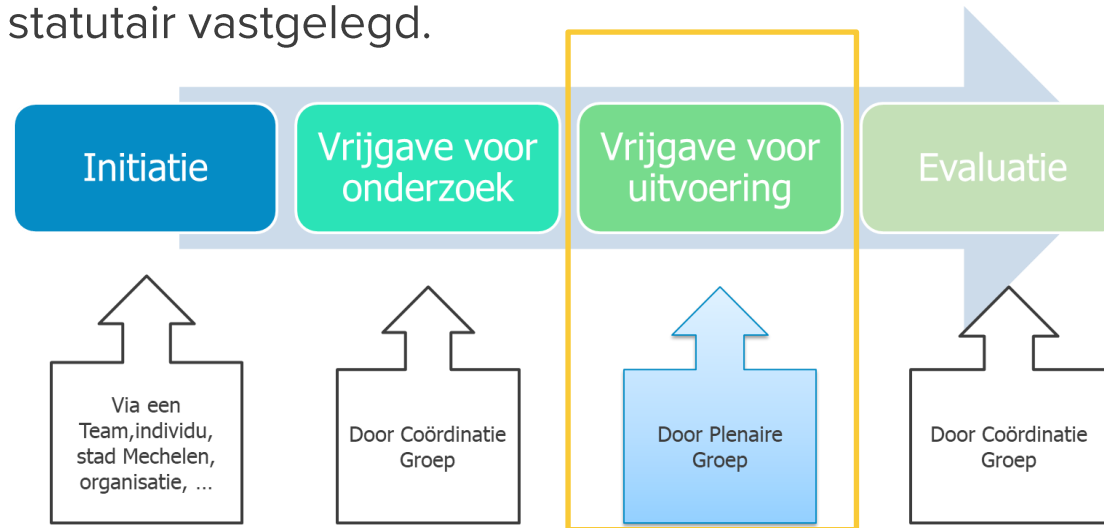 statutair vastgelegd.
Initiatie
Vrijgave voor
onderzoek
Vrijgave voor
uitvoering
Evaluatie
Via een
Team,individu,
stad Mechelen,
organisatie, ...
Door Coördinatie
Groep
Door Plenaire
Groep
Door Coördinatie
Groep